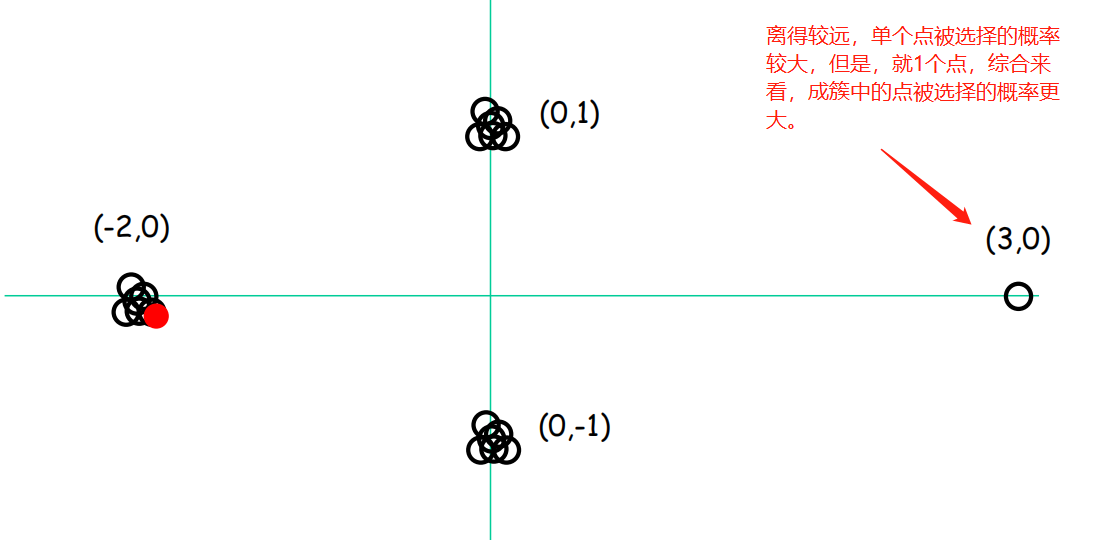 离得较远，单个点被选择的概率
较大，但是，就1个点，综合来
看，成簇中的点被选择的概率更
大。
(0,1)
(-2,0)
(3,0)
(0,-1)